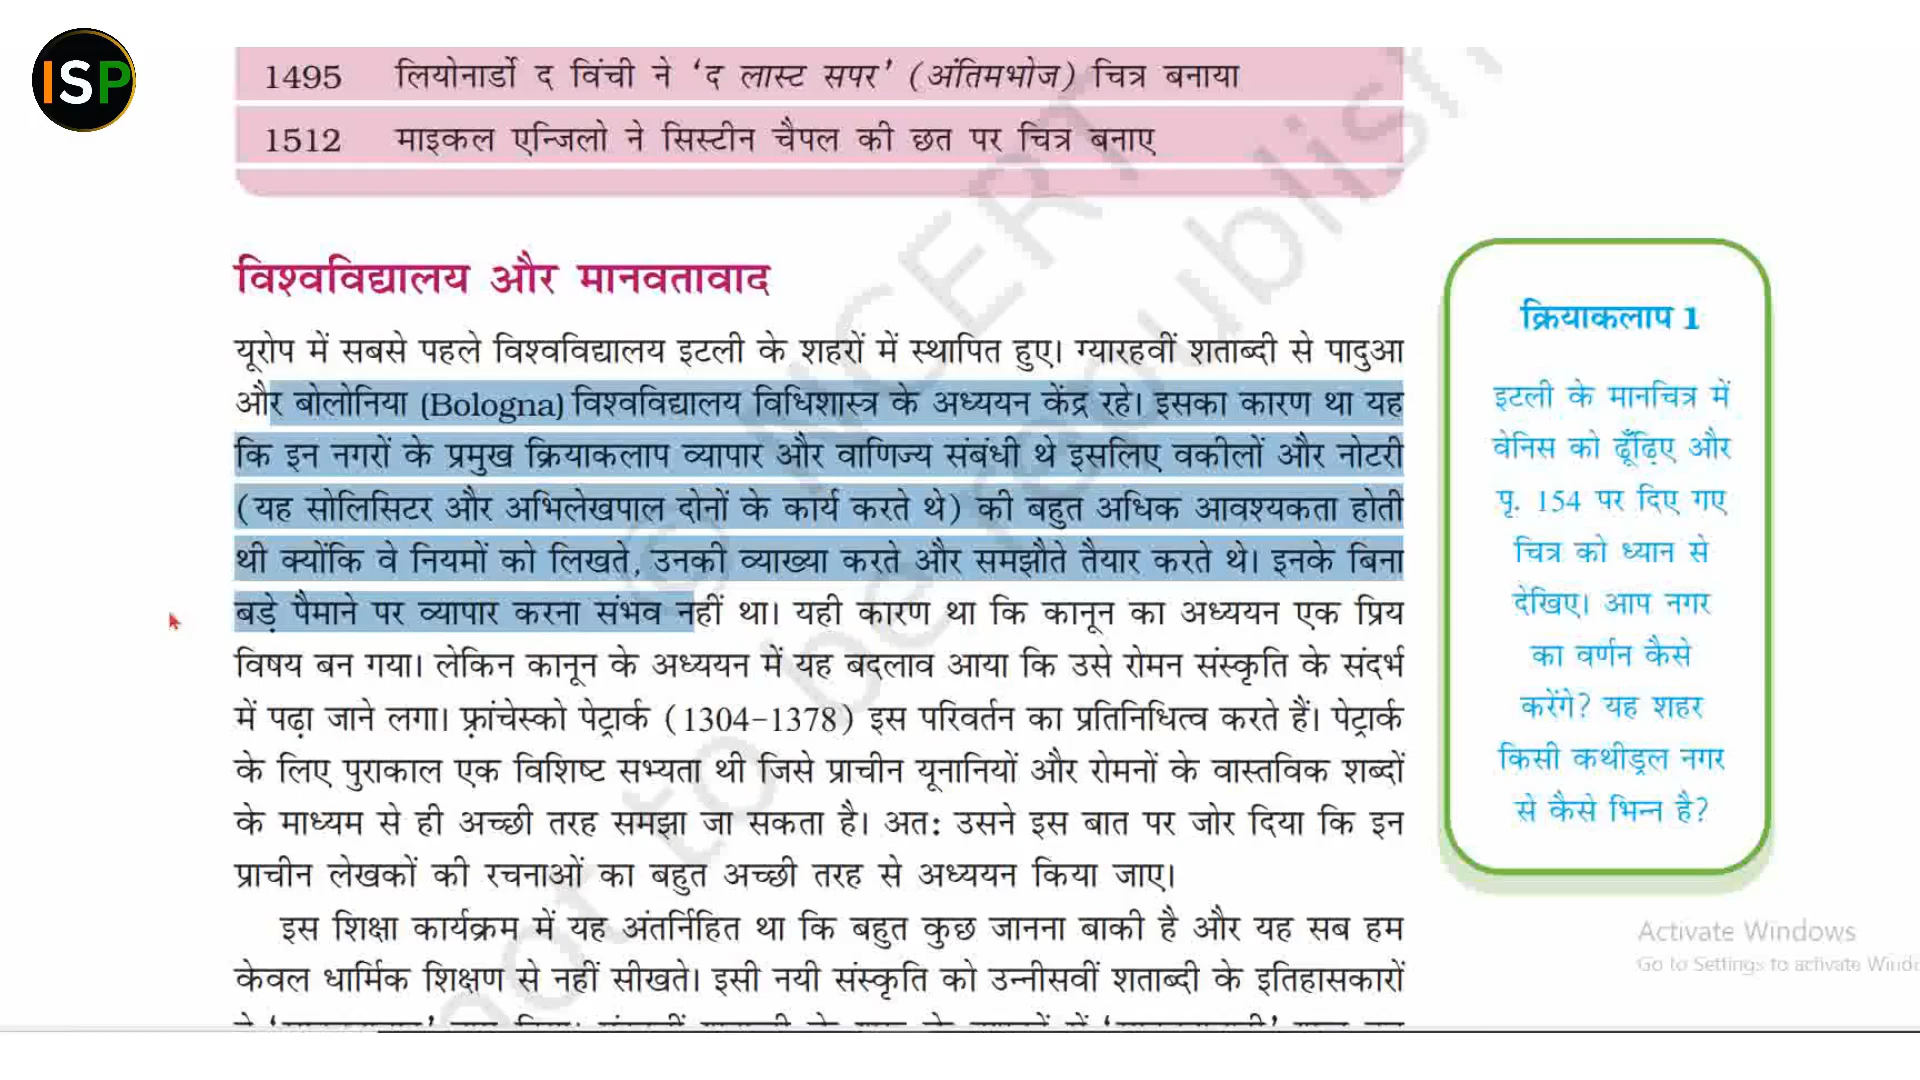 ISP
1495 लियोनार्डो द विंची ने ‘द लास्ट सपर’ (अंतिमभोज) चित्र बनाया
1512 माइकल एन्जिलो ने सिस्टीन चैपल की छत पर चित्र बनाए
विश्वविद्यालय और मानवतावाद
यूरोप में सबसे पहले विश्वविद्यालय इटली के शहरों में स्थापित हुए। ग्यारहवीं शताब्दी से पादुआ
और बोलोनिया (Bologna) विश्वविद्यालय विधिशास्त्र के अध्ययन केंद्र रहे। इसका कारण था यह
कि इन नगरों के प्रमुख क्रियाकलाप व्यापार और वाणिज्य संबंधी थे इसलिए वकीलों और नोटरी
(यह सोलिसिटर और अभिलेखपाल दोनों के कार्य करते थे) की बहुत अधिक आवश्यकता होती
थी क्योंकि वे नियमों को लिखते, उनकी व्याख्या करते और समझौते तैयार करते थे। इनके बिना
बड़े पैमाने पर व्यापार करना संभव नहीं था। यही कारण था कि कानून का अध्ययन एक प्रिय
विषय बन गया। लेकिन कानून के अध्ययन में यह बदलाव आया कि उसे रोमन संस्कृति के संदर्भ
में पढ़ा जाने लगा। फ़्रांचेस्को पेट्रार्क (1304-1378) इस परिवर्तन का प्रतिनिधित्व करते हैं। पेट्रार्क
के लिए पुराकाल एक विशिष्ट सभ्यता थी जिसे प्राचीन यूनानियों और रोमनों के वास्तविक शब्दों
के माध्यम से ही अच्छी तरह समझा जा सकता है। अतः उसने इस बात पर जोर दिया कि इन
प्राचीन लेखकों की रचनाओं का बहुत अच्छी तरह से अध्ययन किया जाए।
इस शिक्षा कार्यक्रम में यह अंतर्निहित था कि बहुत कुछ जानना बाकी है और यह सब हम
केवल धार्मिक शिक्षण से नहीं सीखते। इसी नयी संस्कृति को उन्नीसवीं शताब्दी के इतिहासकारों
क्रियाकलाप 1
इटली के मानचित्र में
वेनिस को ढूँढ़िए और
पृ. 154 पर दिए गए
चित्र को ध्यान से
देखिए। आप नगर
का वर्णन कैसे
करेंगे? यह शहर
किसी कथीड्रल नगर
से कैसे भिन्न है?
© NCERT
not to be republish
Activate Windows
Go to Settings to activate Windo